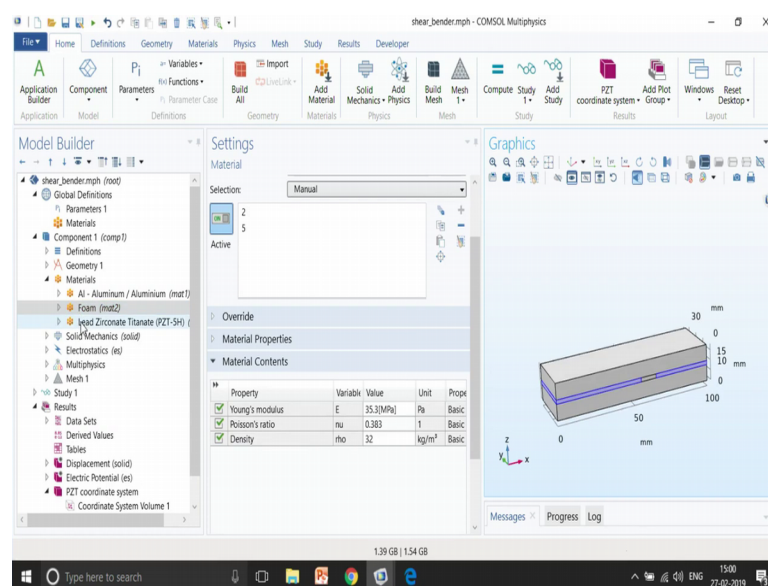 shear_bender.mph - COMSOL Multiphysics
File▾ Home Definitions Geometry Materials Physics Mesh Study Results Developer
Application Builder
Component
Parameters
a= Variables▾
f(x) Functions▾
Pi Parameter Case
Build All
Import
LiveLink▾
Add Material
Solid Mechanics▾
Add Physics
Build Mesh
Mesh 1▾
Compute
Study 1▾
Add Study
PZT coordinate system▾
Add Plot Group▾
Windows
Reset Desktop▾
Application Model Definitions Geometry Materials Physics Mesh Study Results Layout
Model Builder
shear_bender.mph (root)
Global Definitions
Pi Parameters 1
Materials
Component 1 (comp1)
Definitions
Geometry 1
Materials
Al - Aluminum / Aluminium (mat1)
Foam (mat2)
Lead Zirconate Titanate (PZT-5H) (
Solid Mechanics (solid)
Electrostatics (es)
Multiphysics
Mesh 1
Study 1
Results
Data Sets
Derived Values
Tables
Displacement (solid)
Electric Potential (es)
PZT coordinate system
Coordinate System Volume 1
Settings
Material
Selection: Manual
2
5
ON
Active
Override
Material Properties
Material Contents
Property Variable Value Unit Prope
Young's modulus E 35.3[MPa] Pa Basic
Poisson's ratio nu 0.383 1 Basic
Density rho 32 kg/m³ Basic
Graphics
mm
30
0
15
10 mm
0
100
50
0
mm
z
y x
Messages Progress Log
1.39 GB | 1.54 GB
Type here to search
ENG
15:00
27-02-2019